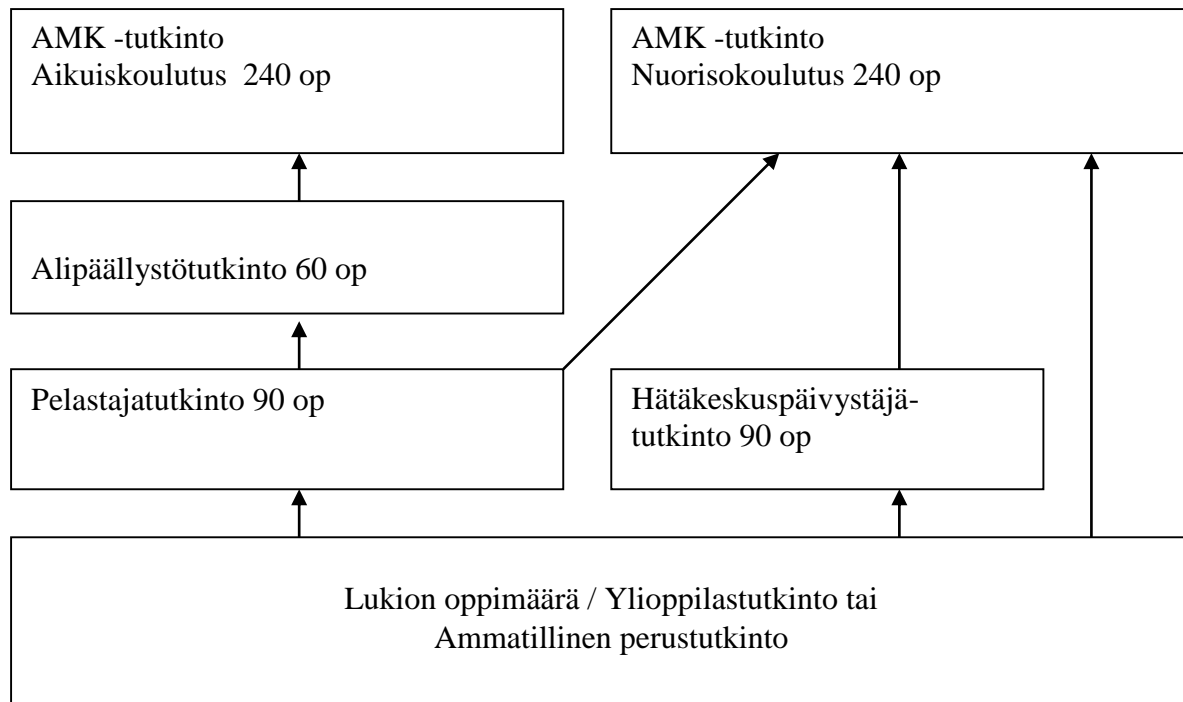 AMK -tutkinto
Aikuiskoulutus 240 op
AMK -tutkinto
Nuorisokoulutus 240 op
Alipäällystötutkinto 60 op
Pelastajatutkinto 90 op
Hätäkeskuspäivystäjä-
tutkinto 90 op
Lukion oppimäärä / Ylioppilastutkinto tai
Ammatillinen perustutkinto